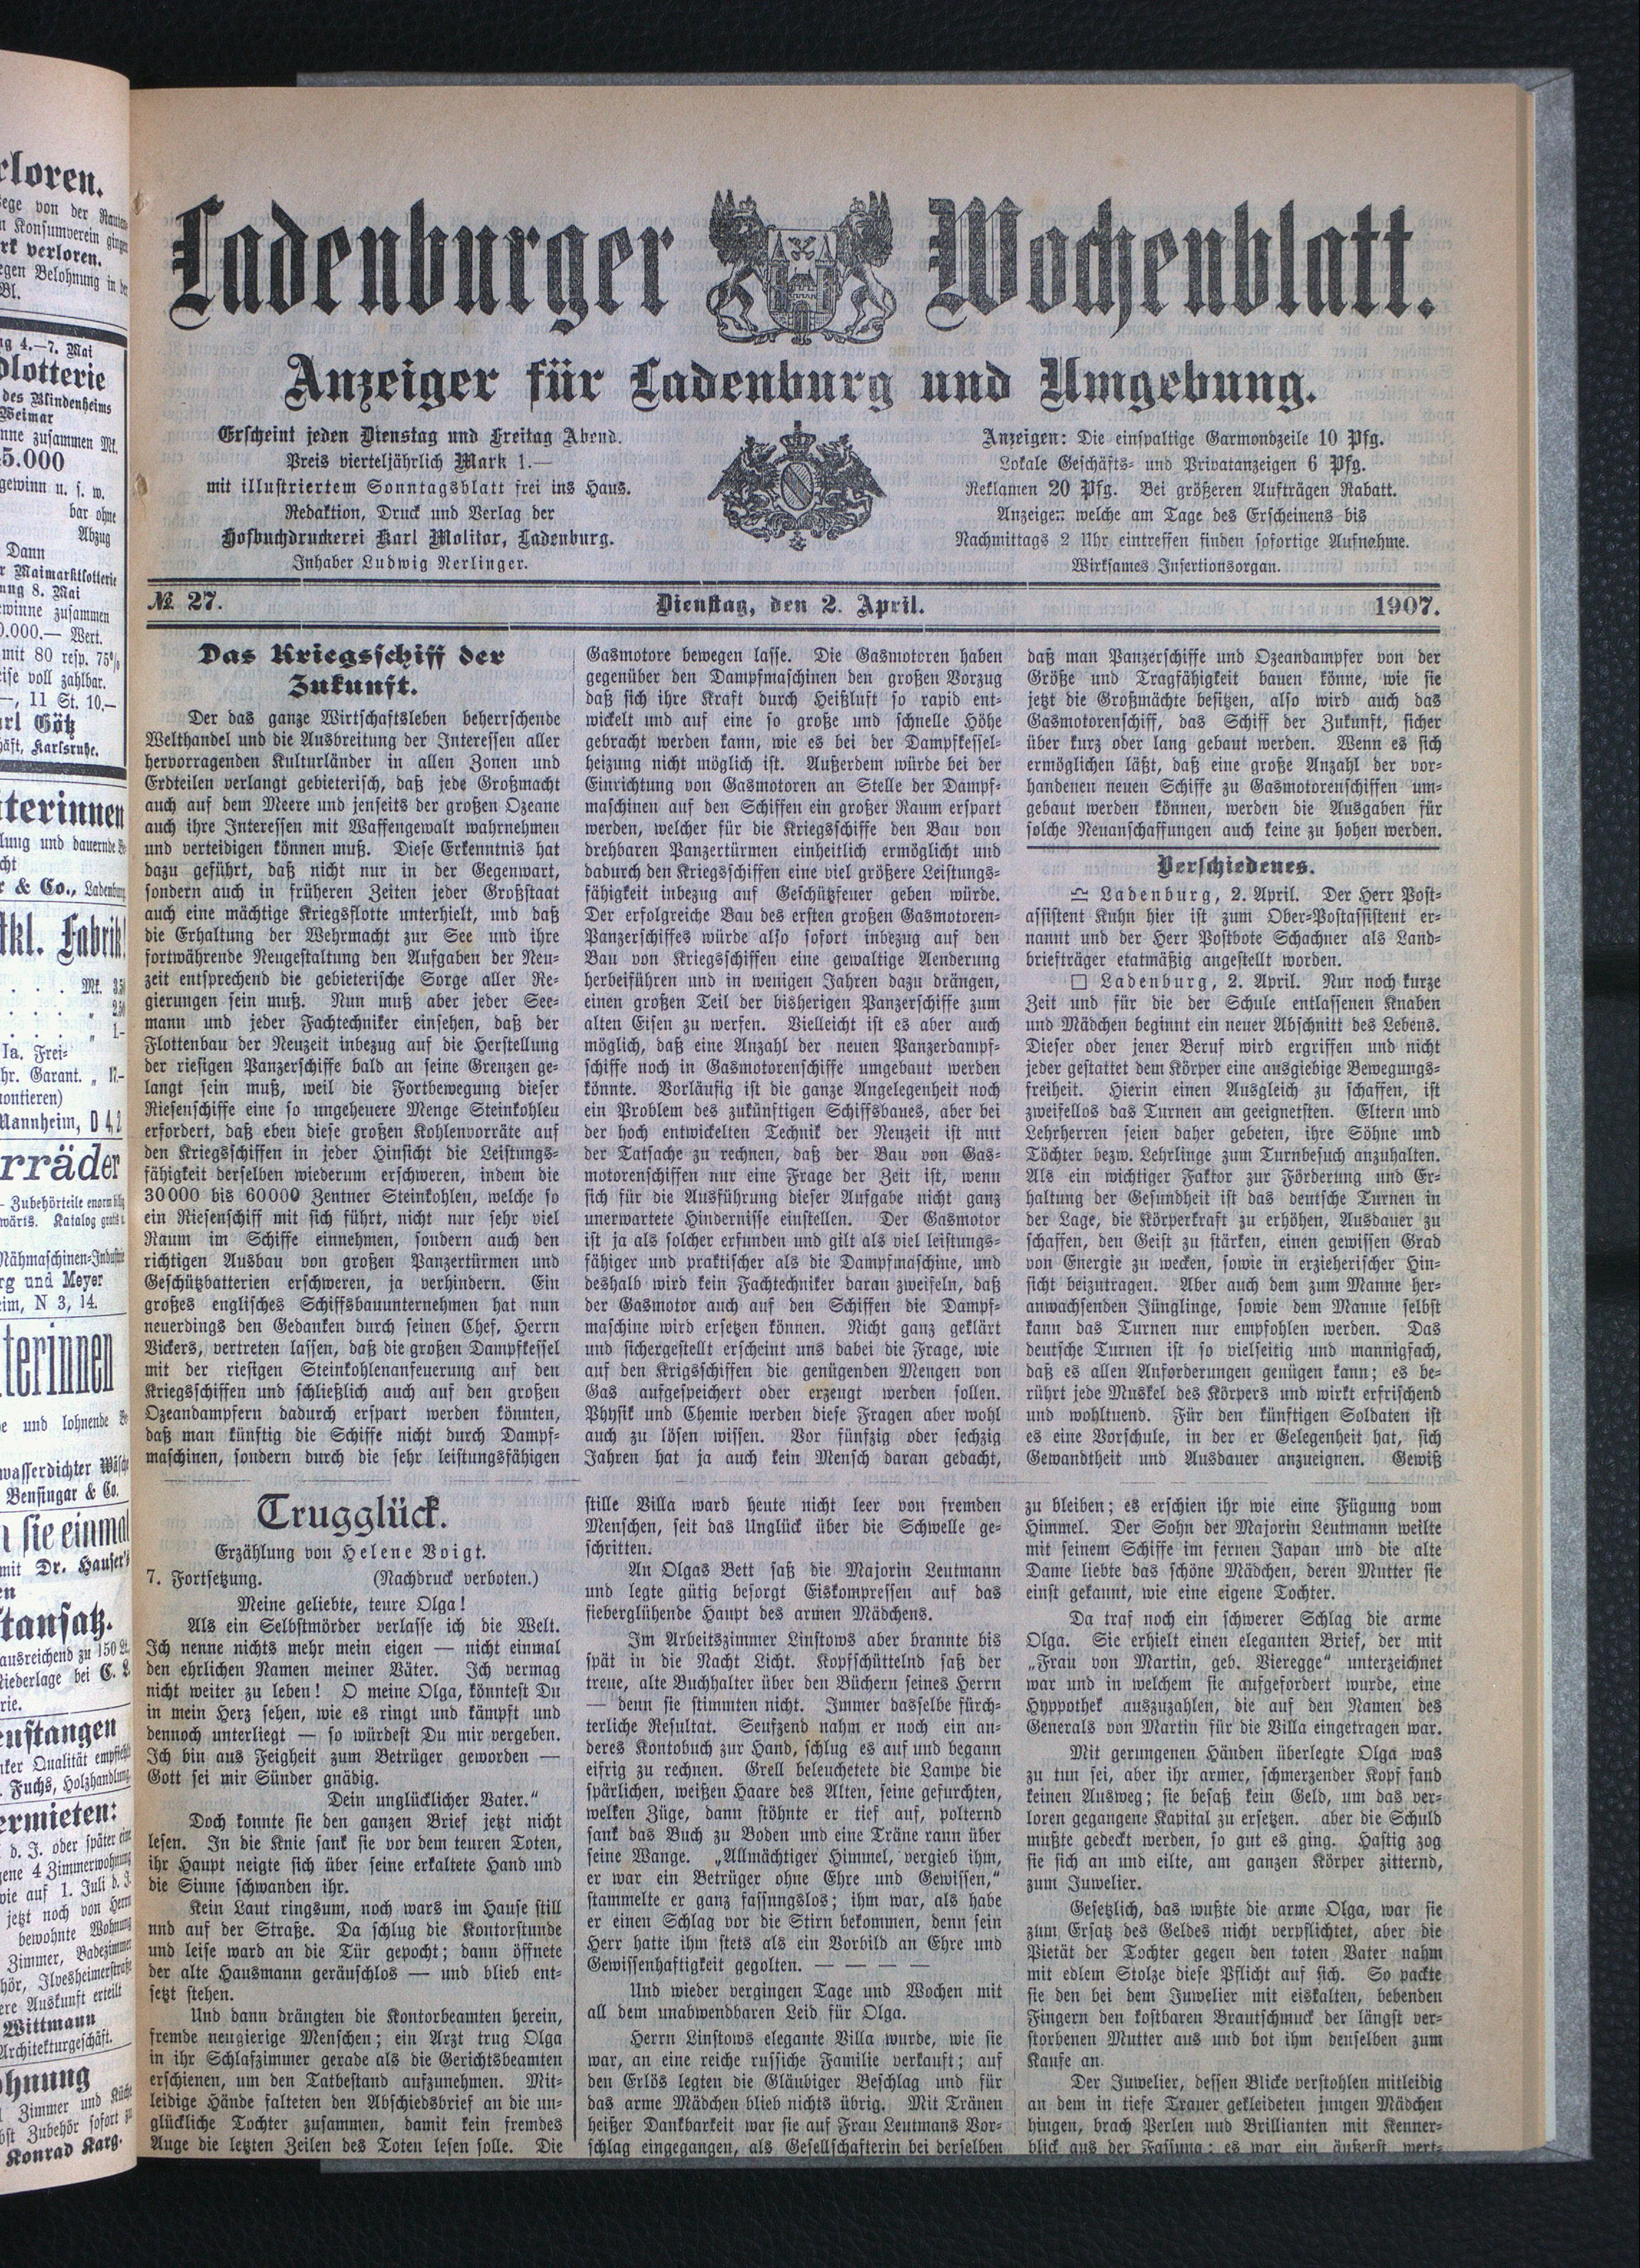 Ladenburger Wochenblatt.
Anzeiger für Ladenburg und Umgebung.
Erscheint jeden Dienstag und Freitag Abend.
Preis vierteljährlich Mark 1.—
mit illustriertem Sonntagsblatt frei ins Haus.
Redaktion, Druck und Verlag der
Hofbuchdruckerei Karl Molitor, Ladenburg.
Inhaber Ludwig Nerlinger.
Anzeigen: Die einspaltige Garmondzeile 10 Pfg.
Lokale Geschäfts- und Privatanzeigen 6 Pfg.
Reklamen 20 Pfg. Bei größeren Aufträgen Rabatt.
Anzeigen welche am Tage des Erscheinens bis
Nachmittags 2 Uhr eintreffen finden sofortige Aufnahme.
Wirksames Insertionsorgan.
№ 27. Dienstag, den 2. April. 1907.
Das Kriegsschiff der
Zukunft.
Der das ganze Wirtschaftsleben beherrschende
Welthandel und die Ausbreitung der Interessen aller
hervorragenden Kulturländer in allen Zonen und
Erdteilen verlangt gebieterisch, daß jede Großmacht
auch auf dem Meere und jenseits der großen Ozeane
auch ihre Interessen mit Waffengewalt wahrnehmen
und verteidigen können muß. Diese Erkenntnis hat
dazu geführt, daß nicht nur in der Gegenwart,
sondern auch in früheren Zeiten jeder Großstaat
auch eine mächtige Kriegsflotte unterhielt, und daß
die Erhaltung der Wehrmacht zur See und ihre
fortwährende Neugestaltung den Aufgaben der Neu-
zeit entsprechend die gebieterische Sorge aller Re-
gierungen sein muß. Nun muß aber jeder See-
mann und jeder Fachtechniker einsehen, daß der
Flottenbau der Neuzeit inbezug auf die Herstellung
der riesigen Panzerschiffe bald an seine Grenzen ge-
langt sein muß, weil die Fortbewegung dieser
Riesenschiffe eine so ungeheuere Menge Steinkohleu
erfordert, daß eben diese großen Kohlenvorräte auf
den Kriegsschiffen in jeder Hinsicht die Leistungs-
fähigkeit derselben wiederum erschweren, indem die
30000 bis 60000 Zentner Steinkohlen, welche so
ein Riesenschiff mit sich führt, nicht nur sehr viel
Raum im Schiffe einnehmen, sondern auch den
richtigen Ausbau von großen Panzertürmen und
Geschützbatterien erschweren, ja verhindern. Ein
großes englisches Schiffsbauunternehmen hat nun
neuerdings den Gedanken durch seinen Chef, Herrn
Vickers, vertreten lassen, daß die großen Dampfkessel
mit der riesigen Steinkohlenanfeuerung auf den
Kriegsschiffen und schließlich auch auf den großen
Ozeandampfern dadurch erspart werden könnten,
daß man künftig die Schiffe nicht durch Dampf-
maschinen, sondern durch die sehr leistungsfähigen
Gasmotore bewegen lasse. Die Gasmotoren haben
gegenüber den Dampfmaschinen den großen Vorzug
daß sich ihre Kraft durch Heißluft so rapid ent-
wickelt und auf eine so große und schnelle Höhe
gebracht werden kann, wie es bei der Dampfkessel-
heizung nicht möglich ist. Außerdem würde bei der
Einrichtung von Gasmotoren an Stelle der Dampf-
maschinen auf den Schiffen ein großer Raum erspart
werden, welcher für die Kriegsschiffe den Bau von
drehbaren Panzertürmen einheitlich ermöglicht und
dadurch den Kriegsschiffen eine viel größere Leistungs-
fähigkeit inbezug auf Geschützfeuer geben würde.
Der erfolgreiche Bau des ersten großen Gasmotoren-
Panzerschiffes würde also sofort inbezug auf den
Bau von Kriegsschiffen eine gewaltige Aenderung
herbeiführen und in wenigen Jahren dazu drängen,
einen großen Teil der bisherigen Panzerschiffe zum
alten Eisen zu werfen. Vielleicht ist es aber auch
möglich, daß eine Anzahl der neuen Panzerdampf-
schiffe noch in Gasmotorenschiffe umgebaut werden
könnte. Vorläufig ist die ganze Angelegenheit noch
ein Problem des zukünftigen Schiffsbaues, aber bei
der hoch entwickelten Technik der Neuzeit ist mit
der Tatsache zu rechnen, daß der Bau von Gas-
motorenschiffen nur eine Frage der Zeit ist, wenn
sich für die Ausführung dieser Aufgabe nicht ganz
unerwartete Hindernisse einstellen. Der Gasmotor
ist ja als solcher erfunden und gilt als viel leistungs-
fähiger und praktischer als die Dampfmaschine, und
deshalb wird kein Fachtechniker daran zweifeln, daß
der Gasmotor auch auf den Schiffen die Dampf-
maschine wird ersetzen können. Nicht ganz geklärt
und sichergestellt erscheint uns dabei die Frage, wie
auf den Krigsschiffen die genügenden Mengen von
Gas aufgespeichert oder erzeugt werden sollen.
Physik und Chemie werden diese Fragen aber wohl
auch zu lösen wissen. Vor fünfzig oder sechzig
Jahren hat ja auch kein Mensch daran gedacht,
daß man Panzerschiffe und Ozeandampfer von der
Größe und Tragfähigkeit bauen könne, wie sie
jetzt die Großmächte besitzen, also wird auch das
Gasmotorenschiff, das Schiff der Zukunft, sicher
über kurz oder lang gebaut werden. Wenn es sich
ermöglichen läßt, daß eine große Anzahl der vor-
handenen neuen Schiffe zu Gasmotorenschiffen um-
gebaut werden können, werden die Ausgaben für
solche Neuanschaffungen auch keine zu hohen werden.
Verschiedenes.
Ladenburg, 2. April. Der Herr Post-
assistent Kuhn hier ist zum Ober-Postassistent er-
nannt und der Herr Postbote Schachner als Land-
briefträger etatmäßig angestellt worden.
□ Ladenburg, 2. April. Nur noch kurze
Zeit und für die der Schule entlassenen Knaben
und Mädchen beginnt ein neuer Abschnitt des Lebens.
Dieser oder jener Beruf wird ergriffen und nicht
jeder gestattet dem Körper eine ausgiebige Bewegungs-
freiheit. Hierin einen Ausgleich zu schaffen, ist
zweifellos das Turnen am geeignetsten. Eltern und
Lehrherren seien daher gebeten, ihre Söhne und
Töchter bezw. Lehrlinge zum Turnbesuch anzuhalten.
Als ein wichtiger Faktor zur Förderung und Er-
haltung der Gesundheit ist das deutsche Turnen in
der Lage, die Körperkraft zu erhöhen, Ausdauer zu
schaffen, den Geist zu stärken, einen gewissen Grad
von Energie zu wecken, sowie in erzieherischer Hin-
sicht beizutragen. Aber auch dem zum Manne her-
anwachsenden Jünglinge, sowie dem Manne selbst
kann das Turnen nur empfohlen werden. Das
deutsche Turnen ist so vielseitig und mannigfach,
daß es allen Anforderungen genügen kann; es be-
rührt jede Muskel des Körpers und wirkt erfrischend
und wohltuend. Für den künftigen Soldaten ist
es eine Vorschule, in der er Gelegenheit hat, sich
Gewandtheit und Ausdauer anzueignen. Gewiß
Trugglück.
Erzählung von Helene Voigt.
7. Fortsetzung. (Nachdruck verboten.)
Meine geliebte, teure Olga!
Als ein Selbstmörder verlasse ich die Welt.
Ich nenne nichts mehr mein eigen — nicht einmal
den ehrlichen Namen meiner Väter. Ich vermag
nicht weiter zu leben! O meine Olga, könntest Du
in mein Herz sehen, wie es ringt und kämpft und
dennoch unterliegt — so würdest Du mir vergeben.
Ich bin aus Feigheit zum Betrüger geworden —
Gott sei mir Sünder gnädig.
Dein unglücklicher Vater.“
Doch konnte sie den ganzen Brief jetzt nicht
lesen. In die Knie sank sie vor dem teuren Toten,
ihr Haupt neigte sich über seine erkaltete Hand und
die Sinne schwanden ihr.
Kein Laut ringsum, noch wars im Hause still
und auf der Straße. Da schlug die Kontorstunde
und leise ward an die Tür gepocht; dann öffnete
der alte Hausmann geräuschlos — und blieb ent-
setzt stehen.
Und dann drängten die Kontorbeamten herein,
fremde neugierige Menschen; ein Arzt trug Olga
in ihr Schlafzimmer gerade als die Gerichtsbeamten
erschienen, um den Tatbestand aufzunehmen. Mit-
leidige Hände falteten den Abschiedsbrief an die un-
glückliche Tochter zusammen, damit kein fremdes
Auge die letzten Zeilen des Toten lesen solle. Die
stille Villa ward heute nicht leer von fremden
Menschen, seit das Unglück über die Schwelle ge-
schritten.
An Olgas Bett saß die Majorin Leutmann
und legte gütig besorgt Eiskompressen auf das
fieberglühende Haupt des armen Mädchens.
Im Arbeitszimmer Linstows aber brannte bis
spät in die Nacht Licht. Kopfschüttelnd saß der
treue, alte Buchhalter über den Büchern seines Herrn
— denn sie stimmten nicht. Immer dasselbe fürch-
terliche Resultat. Seufzend nahm er noch ein an-
deres Kontobuch zur Hand, schlug es auf und begann
eifrig zu rechnen. Grell beleuchetete die Lampe die
spärlichen, weißen Haare des Alten, seine gefurchten,
welken Züge, dann stöhnte er tief auf, polternd
sank das Buch zu Boden und eine Träne rann über
seine Wange. „Allmächtiger Himmel, vergieb ihm,
er war ein Betrüger ohne Ehre und Gewissen,“
stammelte er ganz fassungslos; ihm war, als habe
er einen Schlag vor die Stirn bekommen, denn sein
Herr hatte ihm stets als ein Vorbild an Ehre und
Gewissenhaftigkeit gegolten. — — — —
Und wieder vergingen Tage und Wochen mit
all dem unabwendbaren Leid für Olga.
Herrn Linstows elegante Villa wurde, wie sie
war, an eine reiche russiche Familie verkauft; auf
den Erlös legten die Gläubiger Beschlag und für
das arme Mädchen blieb nichts übrig. Mit Tränen
heißer Dankbarkeit war sie auf Frau Leutmans Vor-
schlag eingegangen, als Gesellschafterin bei derselben
zu bleiben; es erschien ihr wie eine Fügung vom
Himmel. Der Sohn der Majorin Leutmann weilte
mit seinem Schiffe im fernen Japan und die alte
Dame liebte das schöne Mädchen, deren Mutter sie
einst gekannt, wie eine eigene Tochter.
Da traf noch ein schwerer Schlag die arme
Olga. Sie erhielt einen eleganten Brief, der mit
„Frau von Martin, geb. Vieregge“ unterzeichnet
war und in welchem sie aufgefordert wurde, eine
Hyppothek auszuzahlen, die auf den Namen des
Generals von Martin für die Villa eingetragen war.
Mit gerungenen Händen überlegte Olga was
zu tun sei, aber ihr armer, schmerzender Kopf fand
keinen Ausweg; sie besaß kein Geld, um das ver-
loren gegangene Kapital zu ersetzen. aber die Schuld
mußte gedeckt werden, so gut es ging. Hastig zog
sie sich an und eilte, am ganzen Körper zitternd,
zum Juwelier.
Gesetzlich, das wußte die arme Olga, war sie
zum Ersatz des Geldes nicht verpflichtet, aber die
Pietät der Tochter gegen den toten Vater nahm
mit edlem Stolze diese Pflicht auf sich. So packte
sie den bei dem Juwelier mit eiskalten, bebenden
Fingern den kostbaren Brautschmuck der längst ver-
storbenen Mutter aus und bot ihm denselben zum
Kaufe an.
Der Juwelier, dessen Blicke verstohlen mitleidig
an dem in tiefe Trauer gekleideten jungen Mädchen
hingen, brach Perlen und Brillianten mit Kenner-
blick aus der Fassung; es war ein äußerst wert-